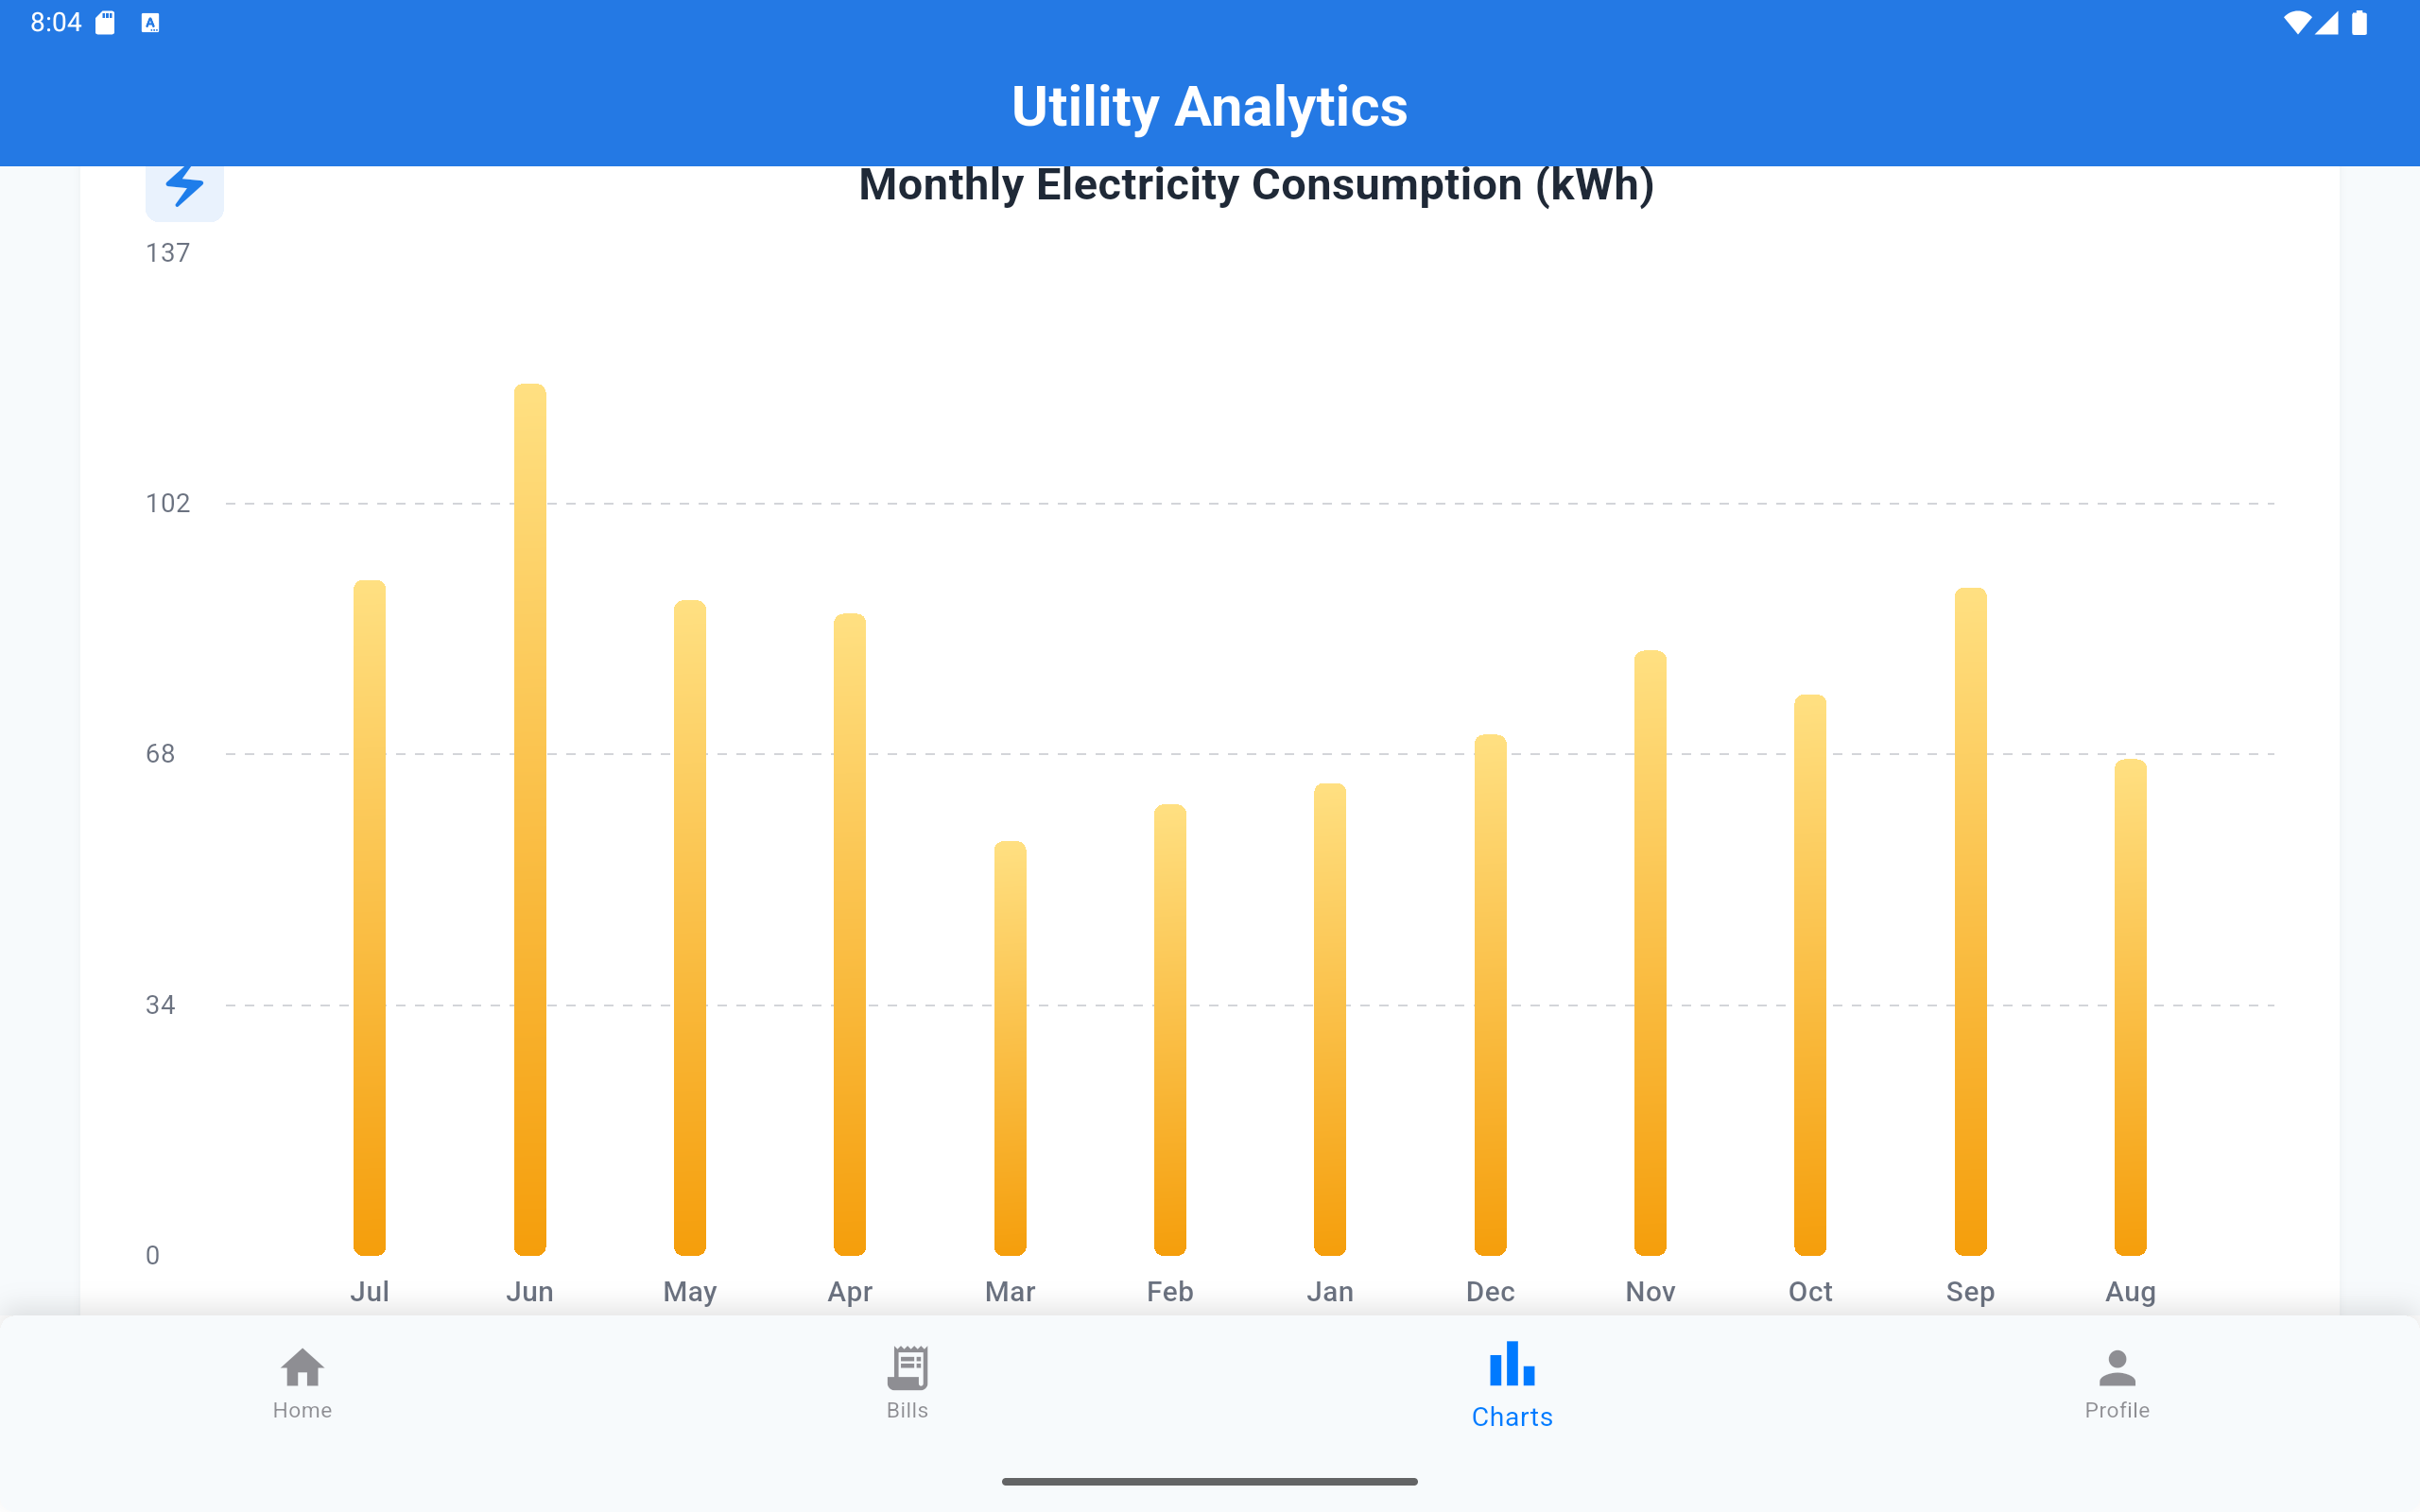 8:04
Utility Analytics
Monthly Electricity Consumption (kWh)
137
102
68
34
0
Jul Jun May Apr Mar Feb Jan Dec Nov Oct Sep Aug
Home Bills Charts Profile